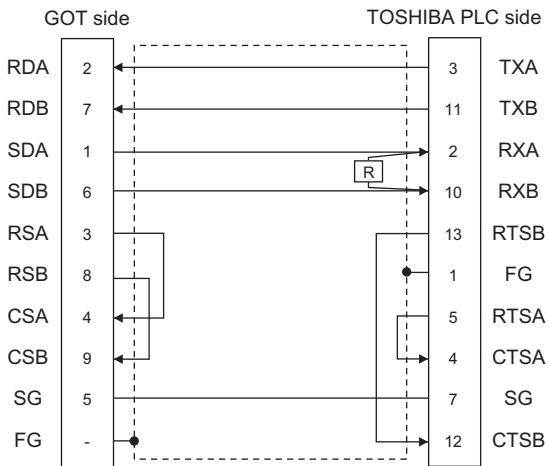 GOT side TOSHIBA PLC side
RDA 2 3 TXA
RDB 7 11 TXB
SDA 1 2 RXA
R
SDB 6 10 RXB
RSA 3 13 RTSB
RSB 8 1 FG
CSA 4 5 RTSA
CSB 9 4 CTSA
SG 5 7 SG
FG - 12 CTSB